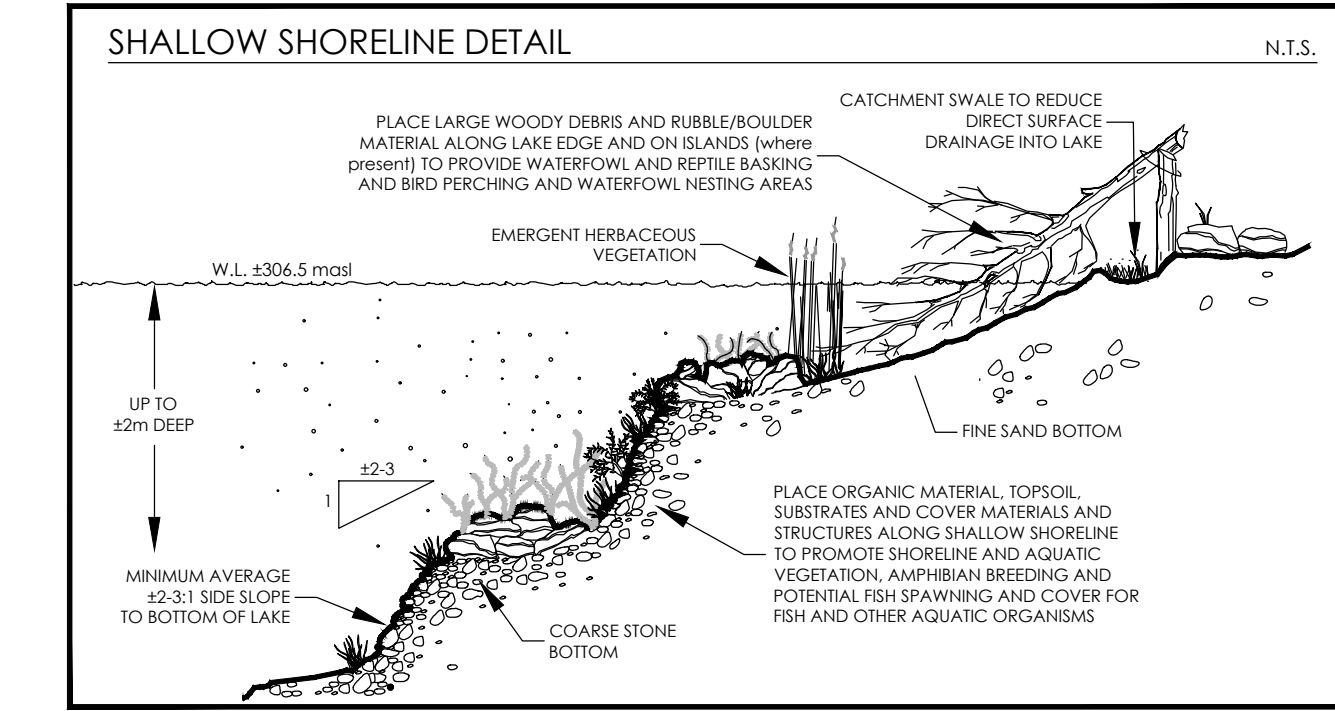 SHALLOW SHORELINE DETAIL
N.T.S.
PLACE LARGE WOODY DEBRIS AND RUBBLE/BOULDER
MATERIAL ALONG LAKE EDGE AND ON ISLANDS (where
present) TO PROVIDE WATERFOWL AND REPTILE BASKING
AND BIRD PERCHING AND WATERFOWL NESTING AREAS
CATCHMENT SWALE TO REDUCE
DIRECT SURFACE
DRAINAGE INTO LAKE
EMERGENT HERBACEOUS
VEGETATION
W.L. ±306.5 masl
UP TO
±2m DEEP
FINE SAND BOTTOM
±2-3
1
PLACE ORGANIC MATERIAL, TOPSOIL,
SUBSTRATES AND COVER MATERIALS AND
STRUCTURES ALONG SHALLOW SHORELINE
TO PROMOTE SHORELINE AND AQUATIC
VEGETATION, AMPHIBIAN BREEDING AND
POTENTIAL FISH SPAWNING AND COVER FOR
FISH AND OTHER AQUATIC ORGANISMS
MINIMUM AVERAGE
±2-3:1 SIDE SLOPE
TO BOTTOM OF LAKE
COARSE STONE
BOTTOM